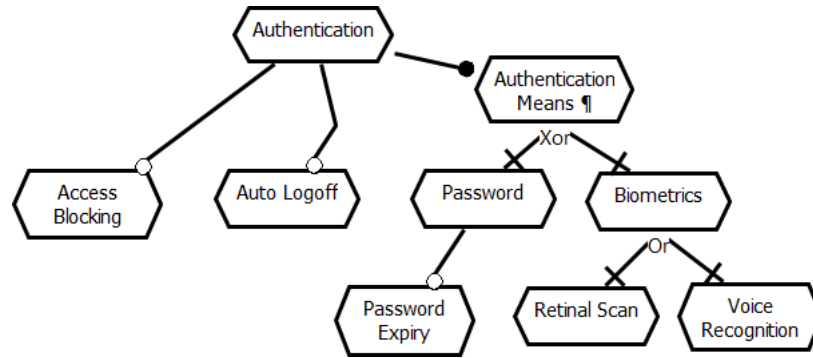 Authentication
Authentication
Means ¶
Xor
Access
Blocking
Auto Logoff
Password
Biometrics
Or
Password
Expiry
Retinal Scan
Voice
Recognition